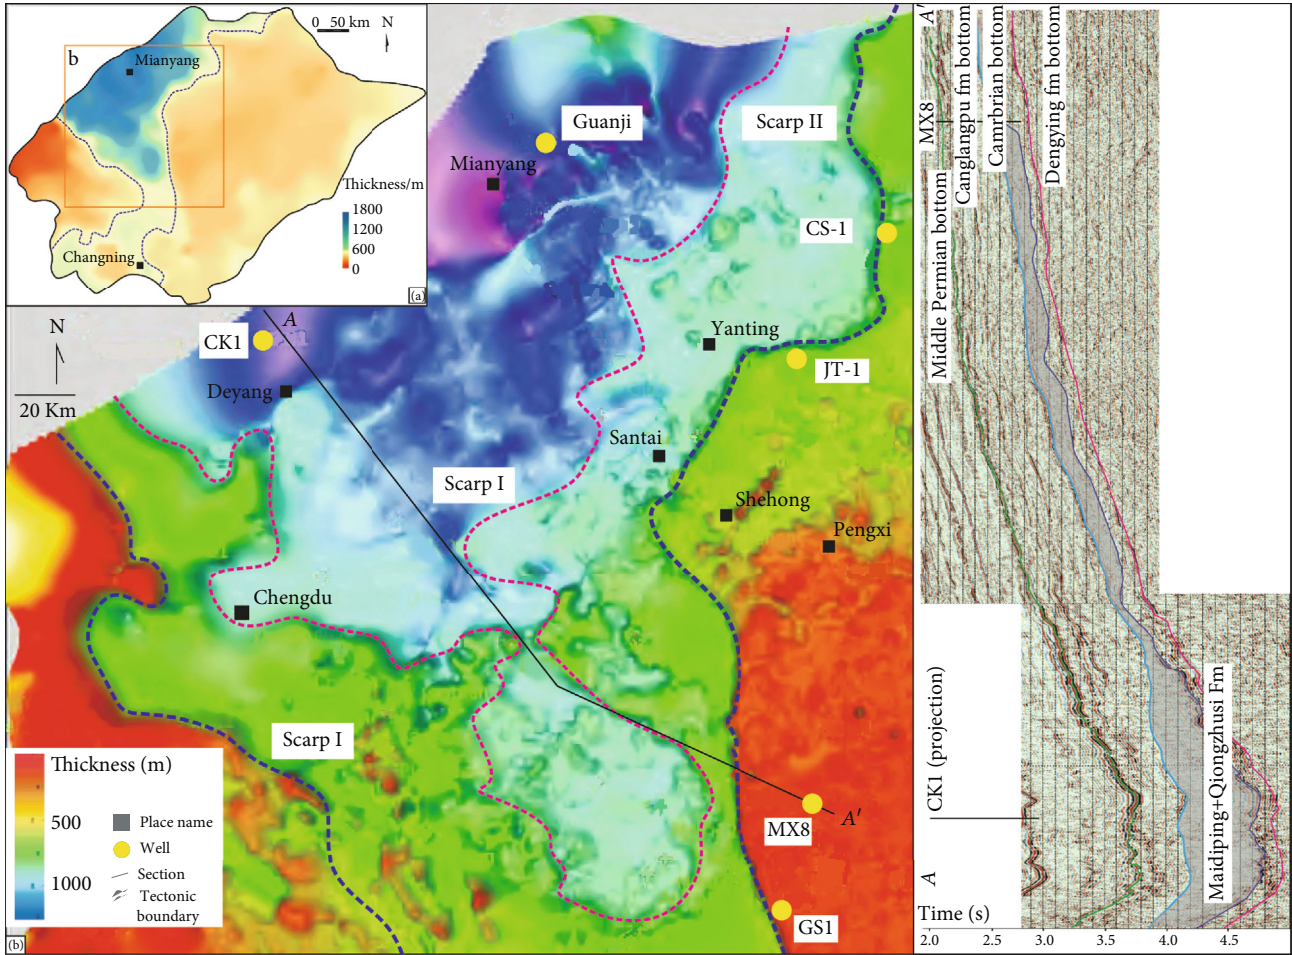 0 50 km N
b
Mianyang
Thickness/m
1800
1200
600
0
Changning
(a)
Guanji
Scarp II
Mianyang
CS-1
N
CK1
A
Yanting
JT-1
Deyang
20 Km
Santai
Scarp I
Shehong
Pengxi
Chengdu
Scarp I
Thickness (m)
500
1000
Place name
Well
Section
Tectonic
boundary
MX8
A'
GS1
(b)
A'
MX8
Middle Permian bottom
Canglangpu fm bottom
Camrbrian bottom
Dengying fm bottom
CK1 (projection)
Maidiping+Qiongzhusi Fm
A
Time (s)
2.0 2.5 3.0 3.5 4.0 4.5